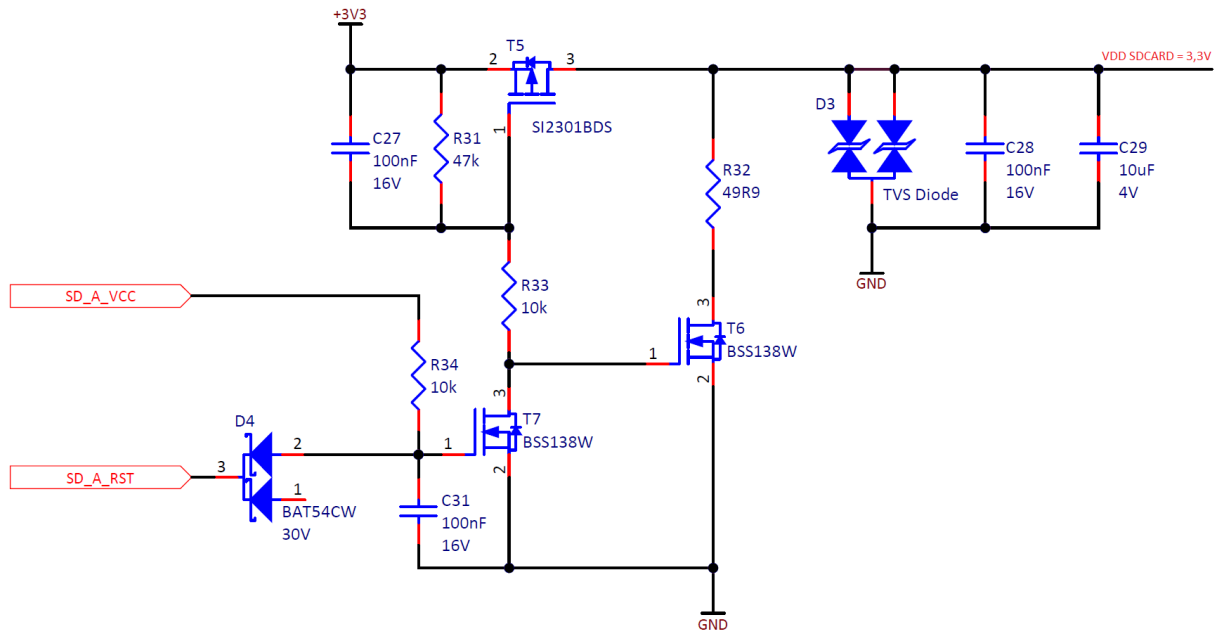 +3V3
T5
2
3
VDD SDCARD = 3,3V
1
SI2301BDS
C27
100nF
16V
R31
47k
D3
TVS Diode
C28
100nF
16V
C29
10uF
4V
R32
49R9
GND
SD_A_VCC
R33
10k
3
T6
BSS138W
1
2
R34
10k
3
T7
BSS138W
1
2
D4
2
SD_A_RST
3
1
BAT54CW
30V
C31
100nF
16V
GND